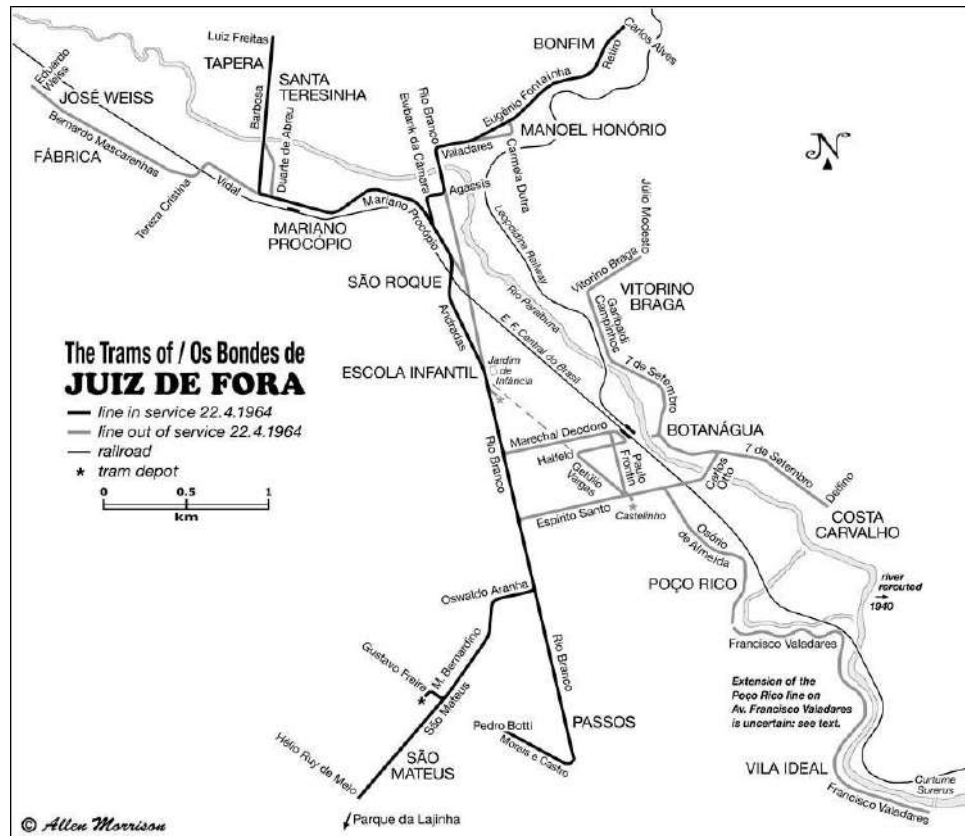 Luiz Freitas
TAPERA
SANTA
TERESINHA
BONFIM
Carlos Alves
Retiro
Eugênio Fontainha
Eduardo
Weiss
JOSÉ WEISS
Bernardo Mascarenhas
FÁBRICA
Tereza Cristina
Vidal
Barbosa
Duarte de Abreu
MARIANO
PROCÓPIO
Mariano Procópio
Rio Branco
Ewbank da Câmara
Valadares
MANOEL HONÓRIO
Agassis
Carmela Dutra
N
Leopoldina Railway
Rio Paraibuna
Júlio Modesto
Vitorino Braga
VITORINO
BRAGA
Garibaldi
Campinhos
SÃO ROQUE
Andradas
E. F. Central do Brasil
The Trams of / Os Bondes de
JUIZ DE FORA
line in service 22.4.1964
line out of service 22.4.1964
railroad
* tram depot
0 0.5 1
km
ESCOLA INFANTIL
Jardim
de
Infância
7 de Setembro
BOTANÁGUA
Marechal Deodoro
Halfeld
Paulo
Frontin
Getúlio
Vargas
Rio Branco
Espírito Santo
Castelinho
Carlos
Otto
7 de Setembro
Delfino
COSTA
CARVALHO
Osório
de Almeida
POÇO RICO
river
rerouted
1940
Oswaldo Aranha
Gustavo Freire
M. Bernardino
São Mateus
Rio Branco
Francisco Valadares
Extension of the
Poço Rico line on
Av. Francisco Valadares
is uncertain: see text.
Pedro Botti
PASSOS
Morais e Castro
Hélio Ruy de Melo
SÃO
MATEUS
VILA IDEAL
Curtume
Surerus
Francisco Valadares
© Allen Morrison
Parque da Lajinha